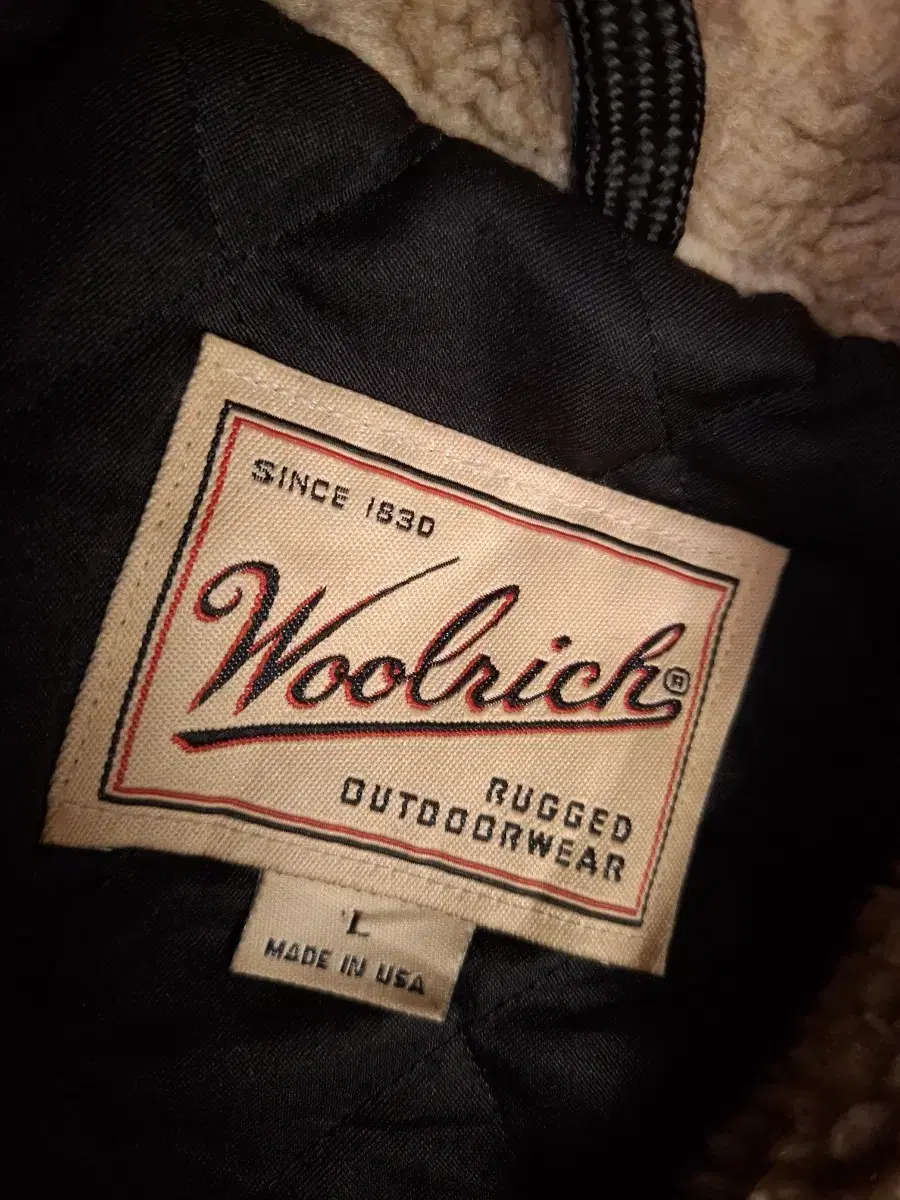 SINCE 1830
Woolrich®
RUGGED
OUTDOORWEAR
L
MADE IN USA